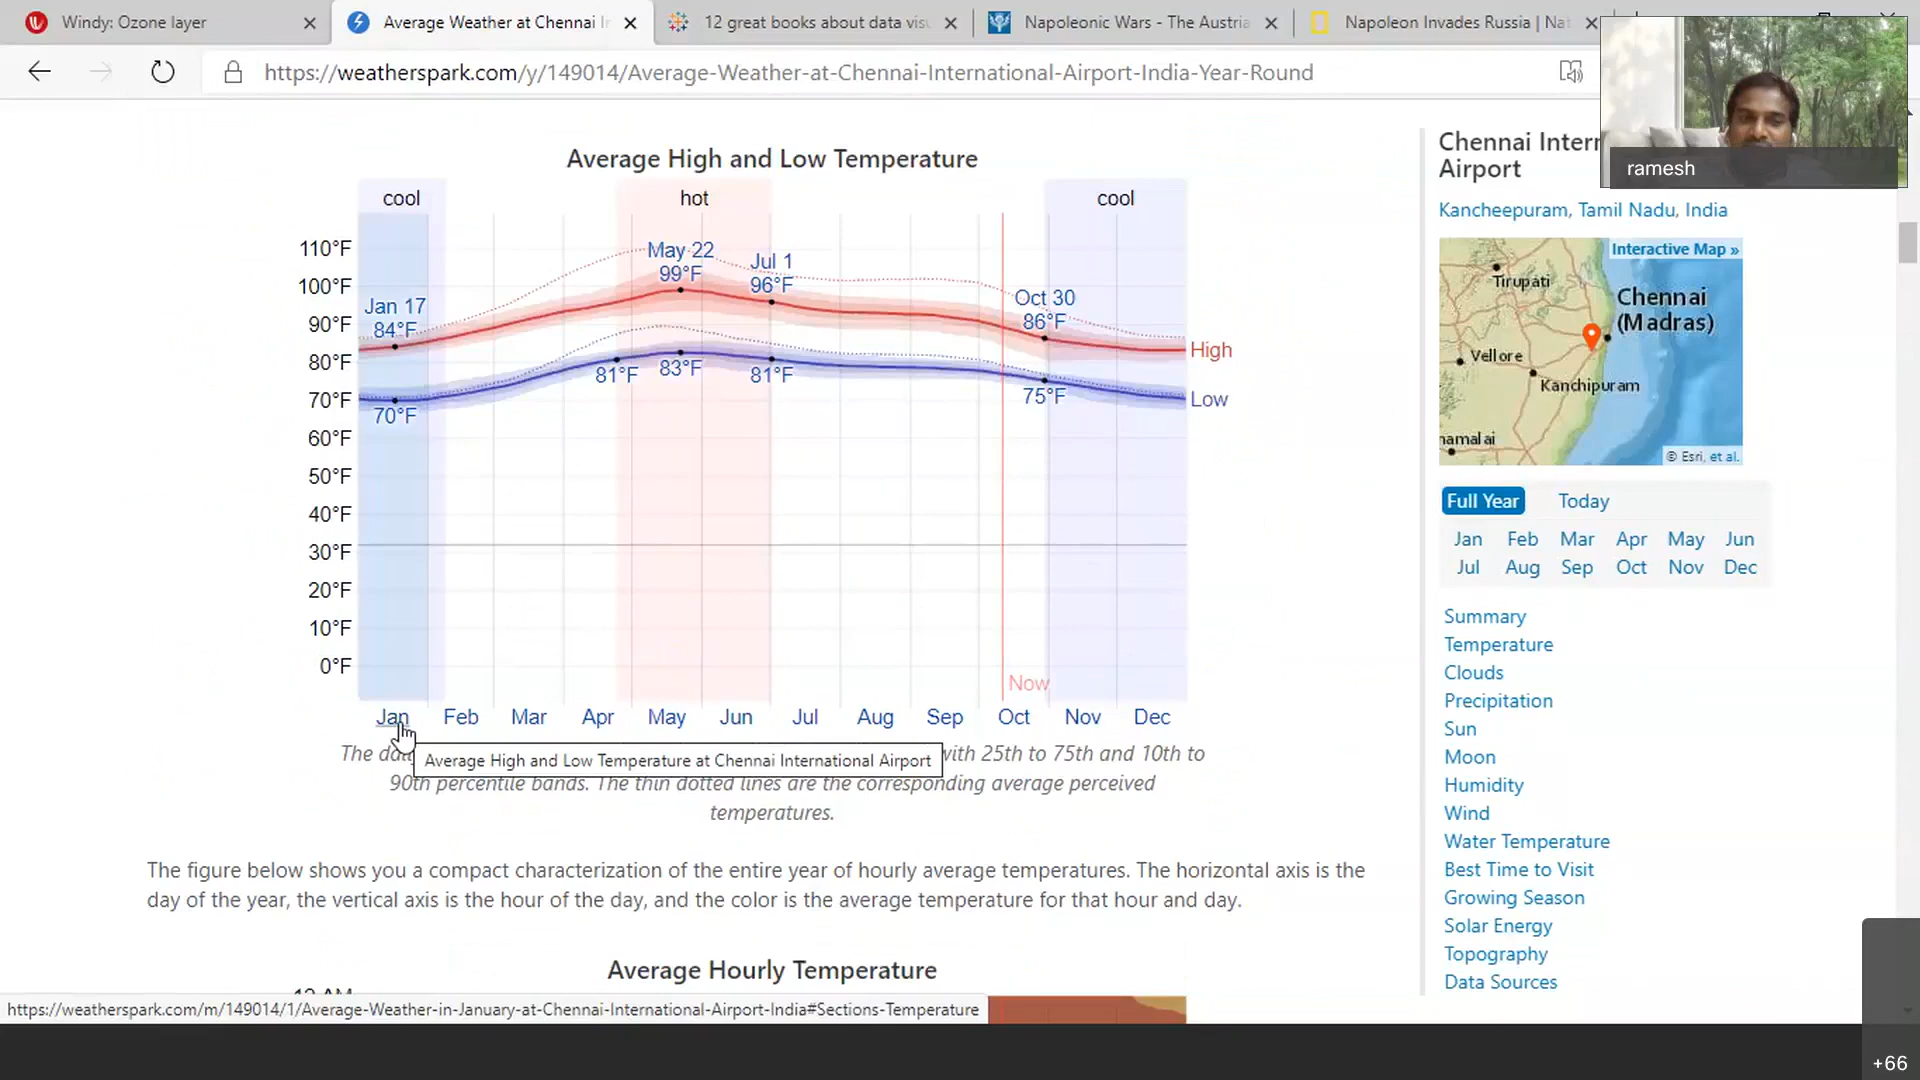 Windy: Ozone layer
Average Weather at Chennai In
12 great books about data visu
Napoleonic Wars - The Austria
Napoleon Invades Russia | Nat
https://weatherspark.com/y/149014/Average-Weather-at-Chennai-International-Airport-India-Year-Round
ramesh
Average High and Low Temperature
cool
hot
cool
110°F
100°F
90°F
80°F
70°F
60°F
50°F
40°F
30°F
20°F
10°F
0°F
Jan 17
84°F
May 22
99°F
Jul 1
96°F
Oct 30
86°F
High
70°F
81°F
83°F
81°F
75°F
Low
Now
Jan Feb Mar Apr May Jun Jul Aug Sep Oct Nov Dec
The with 25th to 75th and 10th to
Average High and Low Temperature at Chennai International Airport
90th percentile bands. The thin dotted lines are the corresponding average perceived
temperatures.
The figure below shows you a compact characterization of the entire year of hourly average temperatures. The horizontal axis is the
day of the year, the vertical axis is the hour of the day, and the color is the average temperature for that hour and day.
Average Hourly Temperature
12 AM
https://weatherspark.com/m/149014/1/Average-Weather-in-January-at-Chennai-International-Airport-India#Sections-Temperature
Chennai Intern
Airport
Kancheepuram, Tamil Nadu, India
Interactive Map »
Tirupati
Chennai
(Madras)
Vellore
Kanchipuram
namalai
© Esri, et al.
Full Year Today
Jan Feb Mar Apr May Jun
Jul Aug Sep Oct Nov Dec
Summary
Temperature
Clouds
Precipitation
Sun
Moon
Humidity
Wind
Water Temperature
Best Time to Visit
Growing Season
Solar Energy
Topography
Data Sources
+66